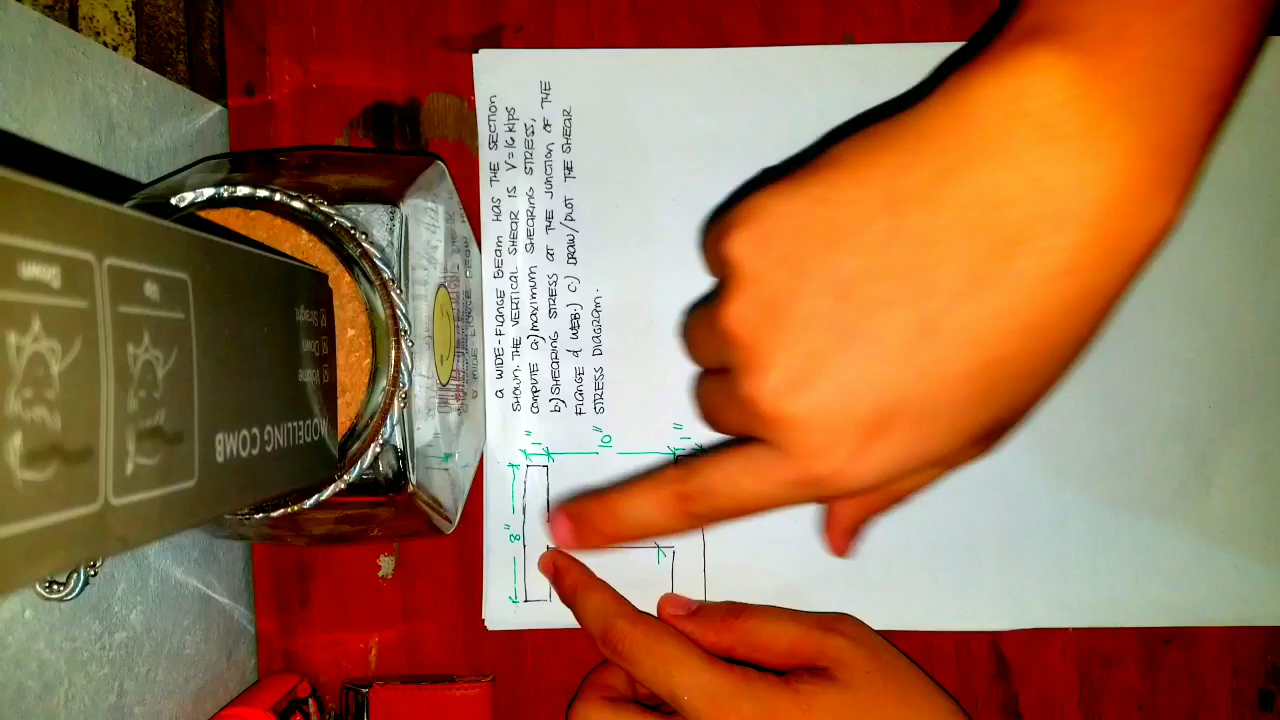 A WIDE-FLANGE BEAM HAS THE SECTION
SHOWN. THE VERTICAL SHEAR IS V = 16 KIPS
COMPUTE a) MAXIMUM SHEARING STRESS,
b) SHEARING STRESS AT THE JUNCTION OF THE
FLANGE & WEB,) c) DRAW/PLOT THE SHEAR
STRESS DIAGRAM.
8"
1"
10"
1"
MODELLING COMB
Volume
Down
Straight
Up
Down